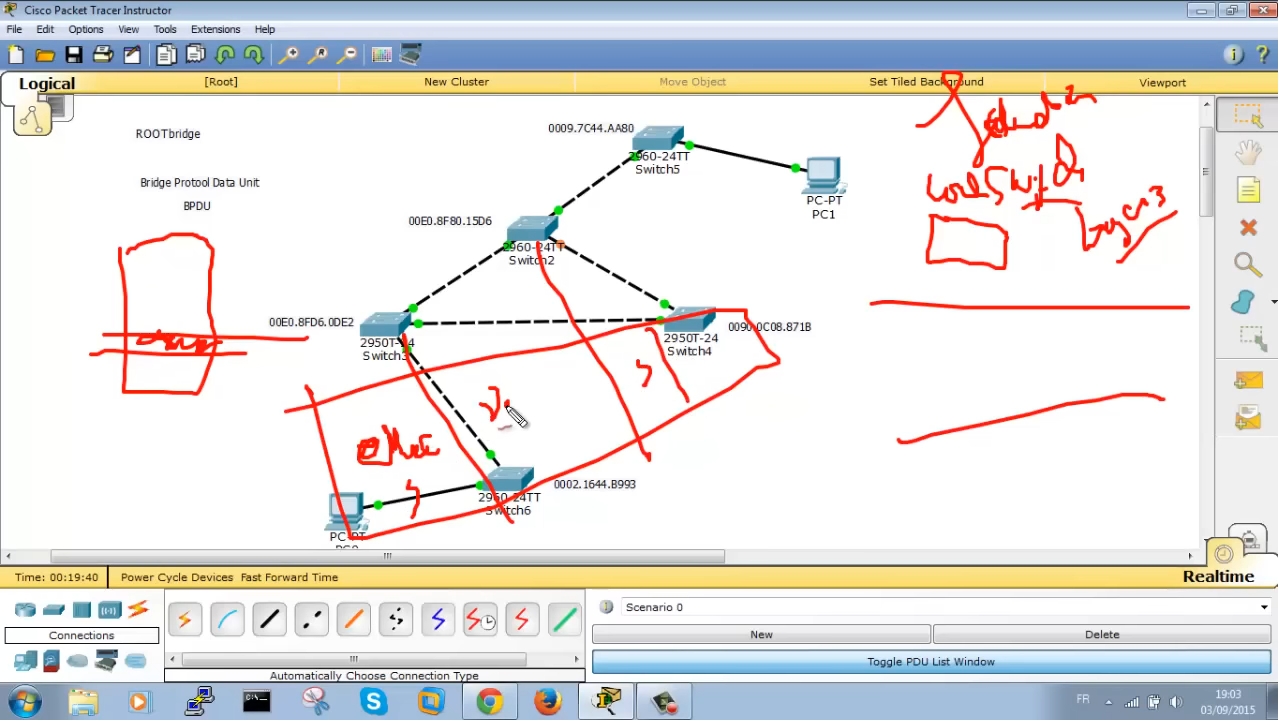 Cisco Packet Tracer Instructor
File Edit Options View Tools Extensions Help
Logical [Root] New Cluster Move Object Set Tiled Background Viewport
ROOTbridge
Bridge Protool Data Unit
BPDU
0009.7C44.AA80
2960-24TT
Switch5
PC-PT
PC1
00E0.8F80.15D6
2960-24TT
Switch2
00E0.8FD6.0DE2
2950T-24
Switch3
0090.0C08.871B
2950T-24
Switch4
0002.1644.B993
2960-24TT
Switch6
PC-PT
PC0
Time: 00:19:40 Power Cycle Devices Fast Forward Time
Realtime
Connections
Automatically Choose Connection Type
Scenario 0
New Delete
Toggle PDU List Window
FR
19:03
03/09/2015